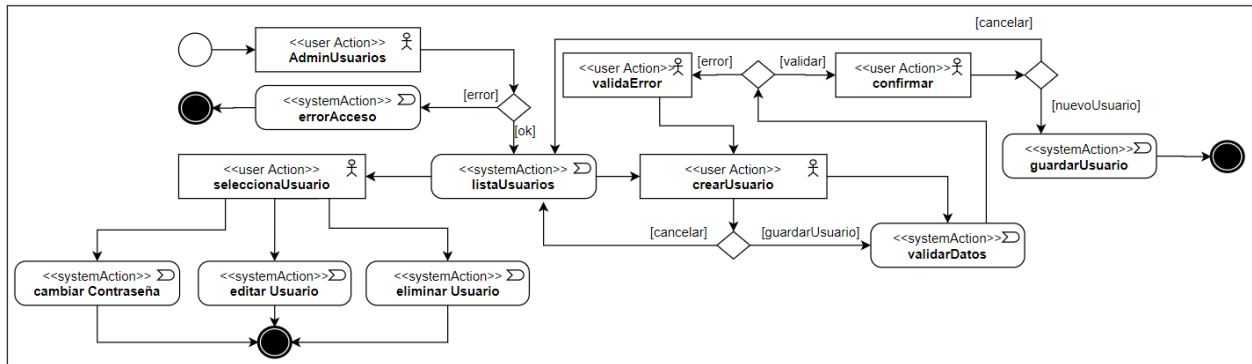 [cancelar]
<<user Action>>
AdminUsuarios
<<user Action>>
validaError
[error]
[validar]
<<user Action>>
confirmar
[error]
<<systemAction>>
errorAcceso
[nuevoUsuario]
[ok]
<<systemAction>>
guardarUsuario
<<user Action>>
seleccionaUsuario
<<systemAction>>
listaUsuarios
<<user Action>>
crearUsuario
[cancelar]
[guardarUsuario]
<<systemAction>>
validarDatos
<<systemAction>>
cambiar Contraseña
<<systemAction>>
editar Usuario
<<systemAction>>
eliminar Usuario